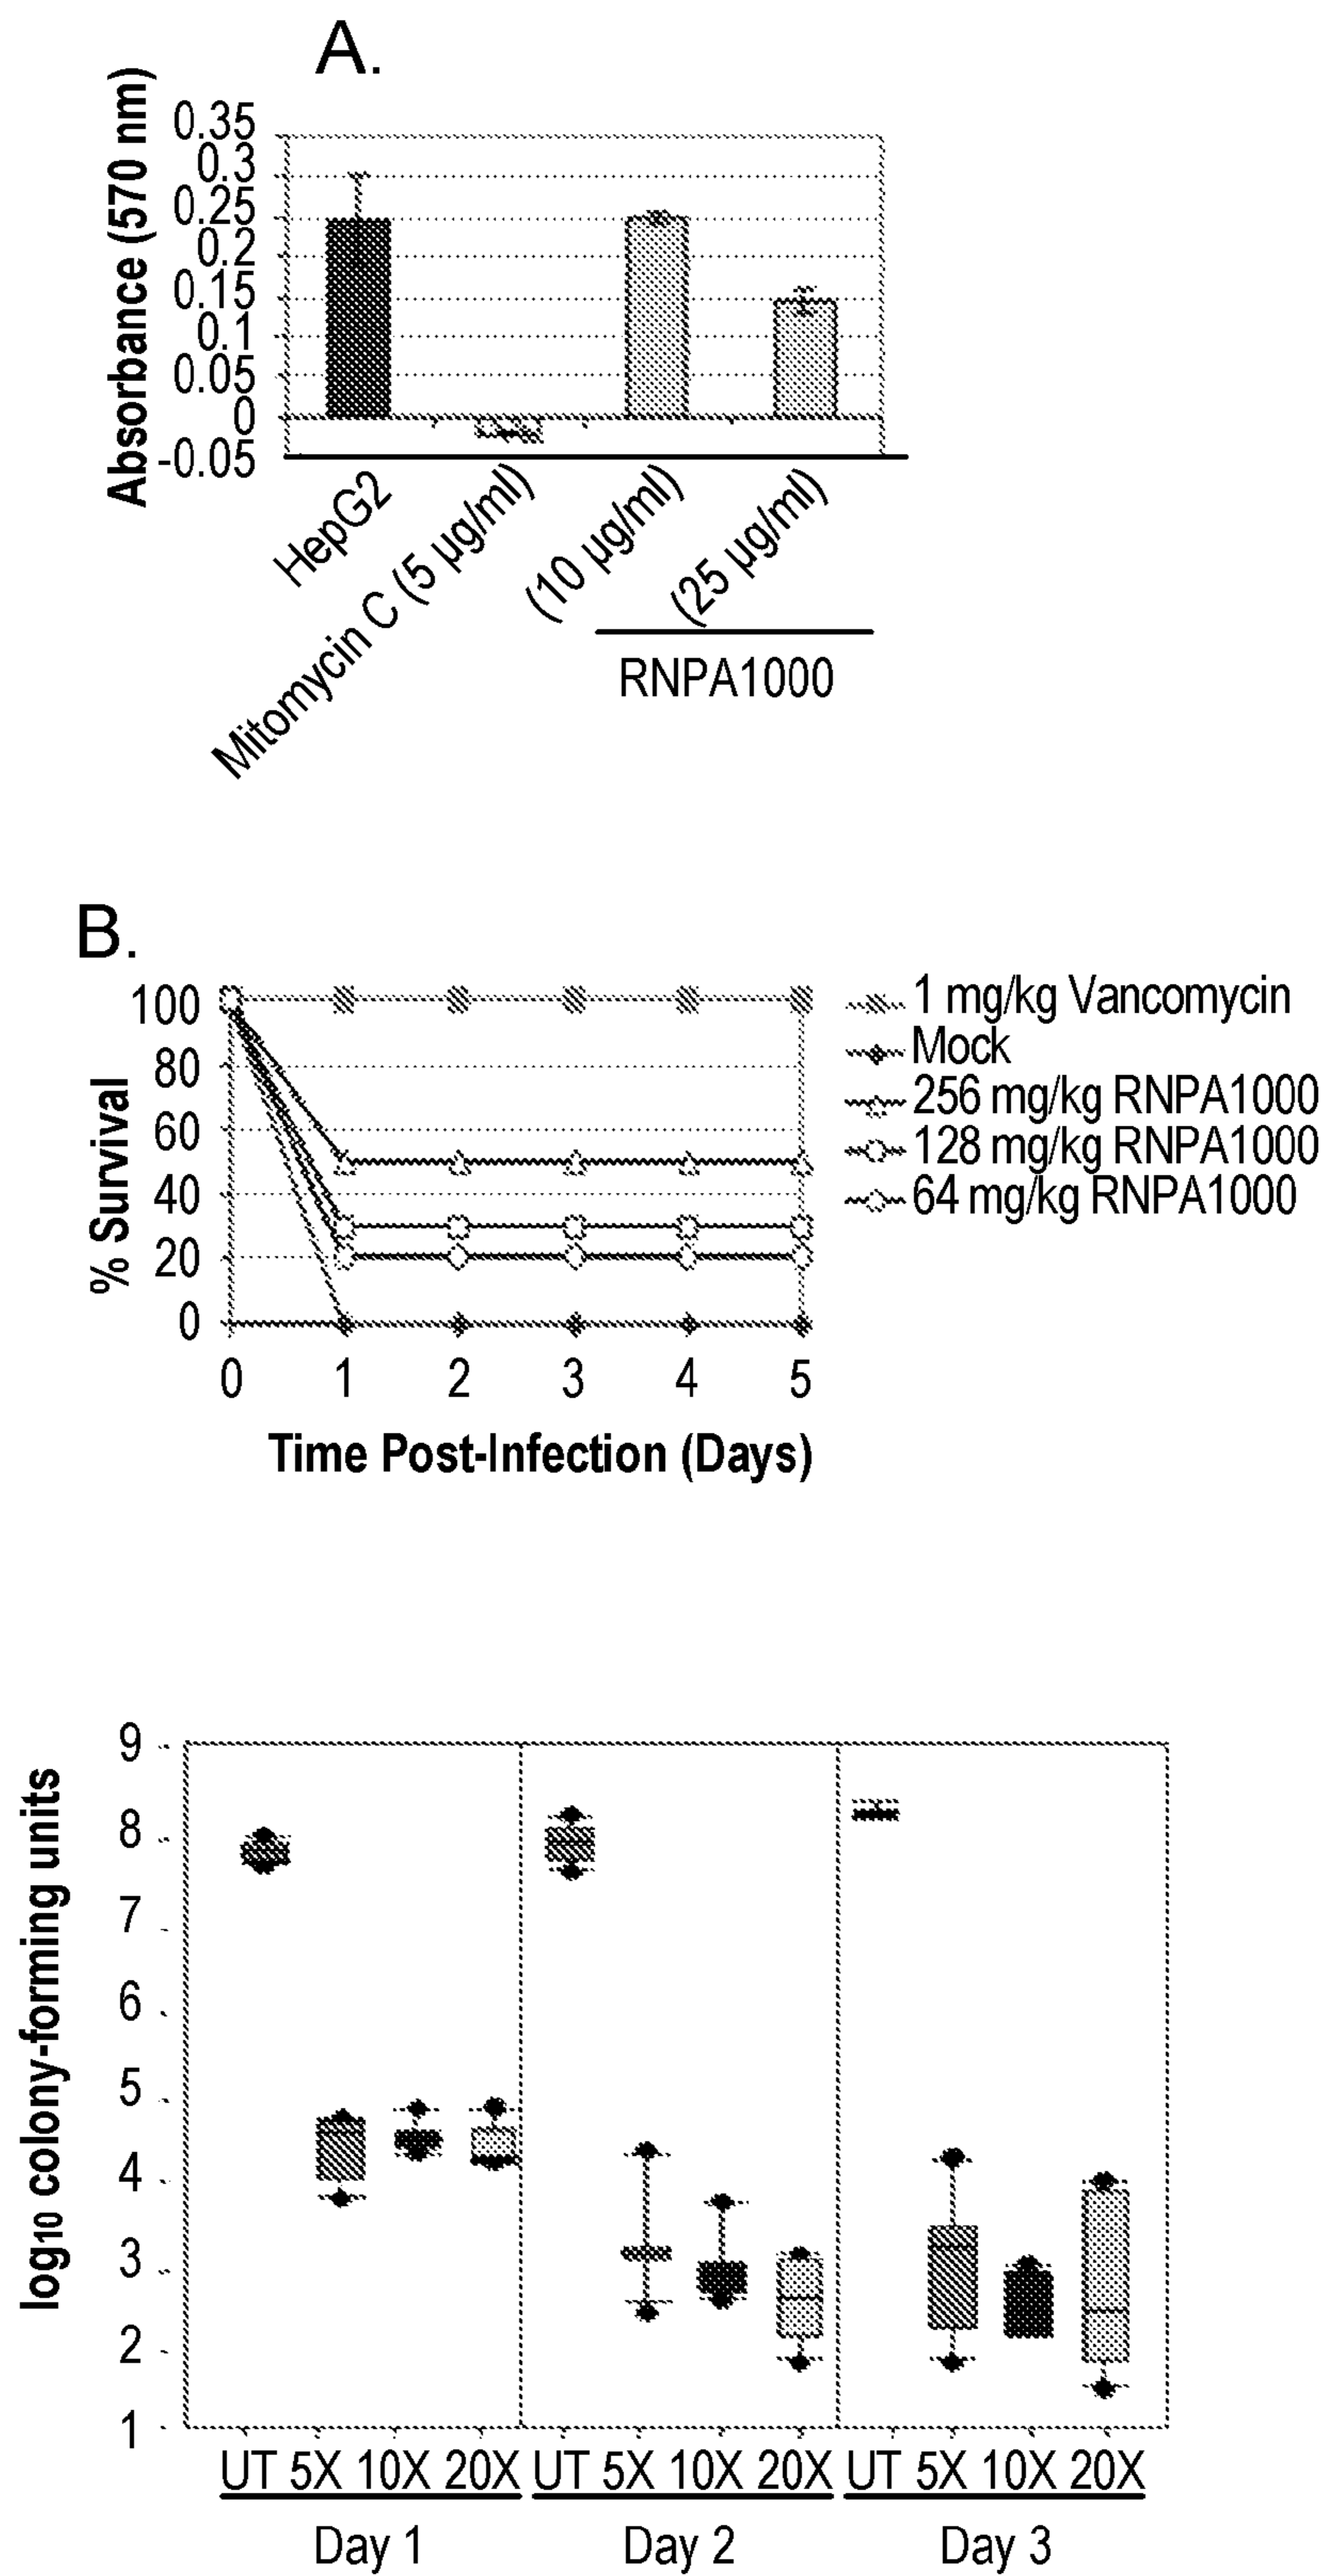 A.
Absorbance (570 nm)
0.35
0.3
0.25
0.2
0.15
0.1
0.05
0
-0.05
HepG2
Mitomycin C (5 µg/ml)
(10 µg/ml)
(25 µg/ml)
RNPA1000
B.
% Survival
100
80
60
40
20
0
0 1 2 3 4 5
Time Post-Infection (Days)
1 mg/kg Vancomycin
Mock
256 mg/kg RNPA1000
128 mg/kg RNPA1000
64 mg/kg RNPA1000
log10 colony-forming units
9
8
7
6
5
4
3
2
1
UT 5X 10X 20X UT 5X 10X 20X UT 5X 10X 20X
Day 1 Day 2 Day 3